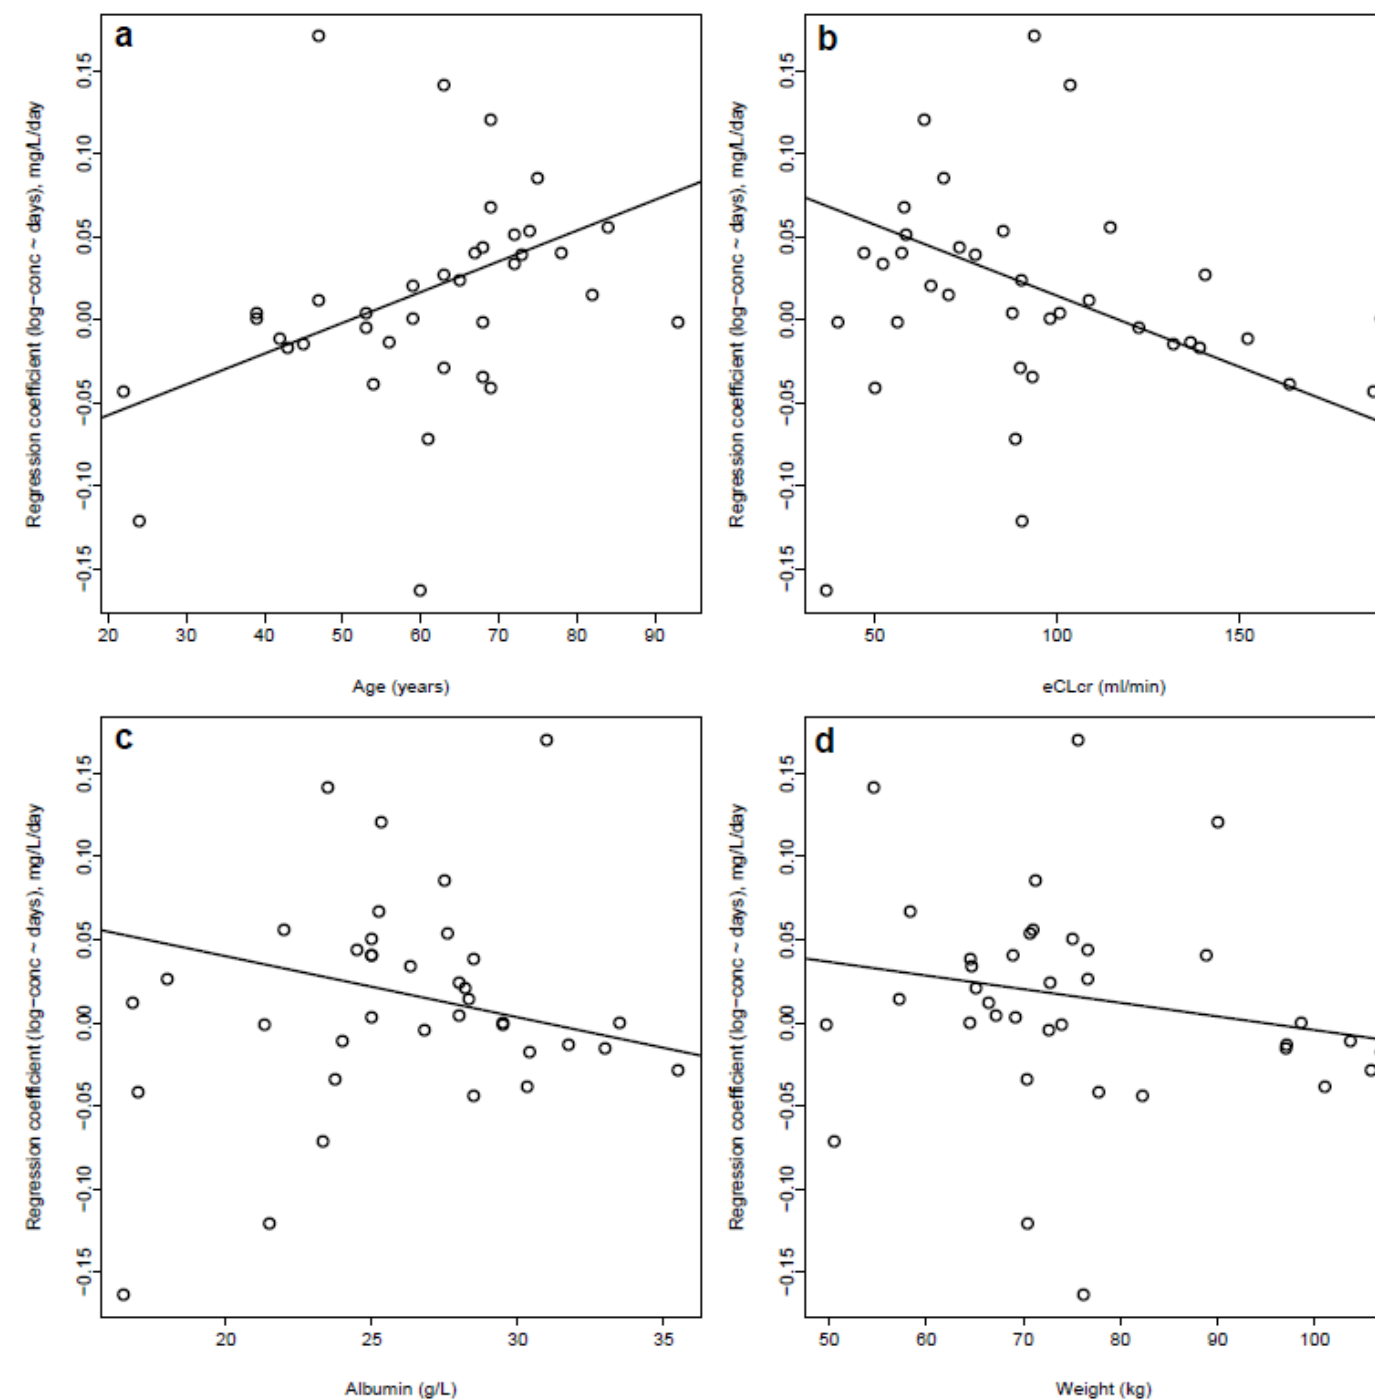 a
Regression coefficient (log−conc ~ days), mg/L/day
0.15
0.10
0.05
0.00
−0.05
−0.10
−0.15
20 30 40 50 60 70 80 90
Age (years)
b
Regression coefficient (log−conc ~ days), mg/L/day
0.15
0.10
0.05
0.00
−0.05
−0.10
−0.15
50 100 150
eCLcr (ml/min)
c
Regression coefficient (log−conc ~ days), mg/L/day
0.15
0.10
0.05
0.00
−0.05
−0.10
−0.15
20 25 30 35
Albumin (g/L)
d
Regression coefficient (log−conc ~ days), mg/L/day
0.15
0.10
0.05
0.00
−0.05
−0.10
−0.15
50 60 70 80 90 100
Weight (kg)